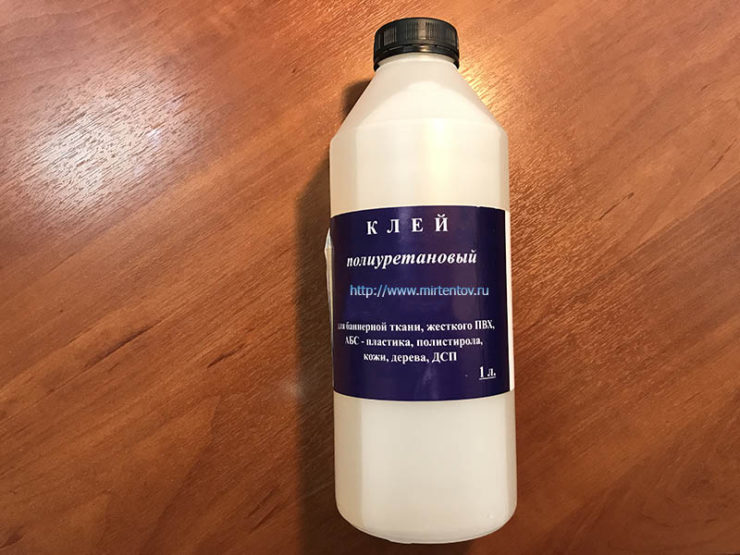 КЛЕЙ
полиуретановый
http://www.mirtentov.ru
для баннерной ткани, жесткого ПВХ,
АБС - пластика, полистирола,
кожи, дерева, ДСП
1 л.